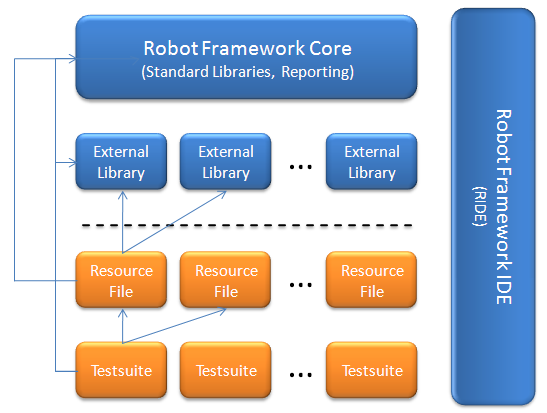 Robot Framework Core
(Standard Libraries, Reporting)
External
Library
External
Library
...
External
Library
Resource
File
Resource
File
...
Resource
File
Testsuite
Testsuite
...
Testsuite
Robot Framework IDE
(RIDE)